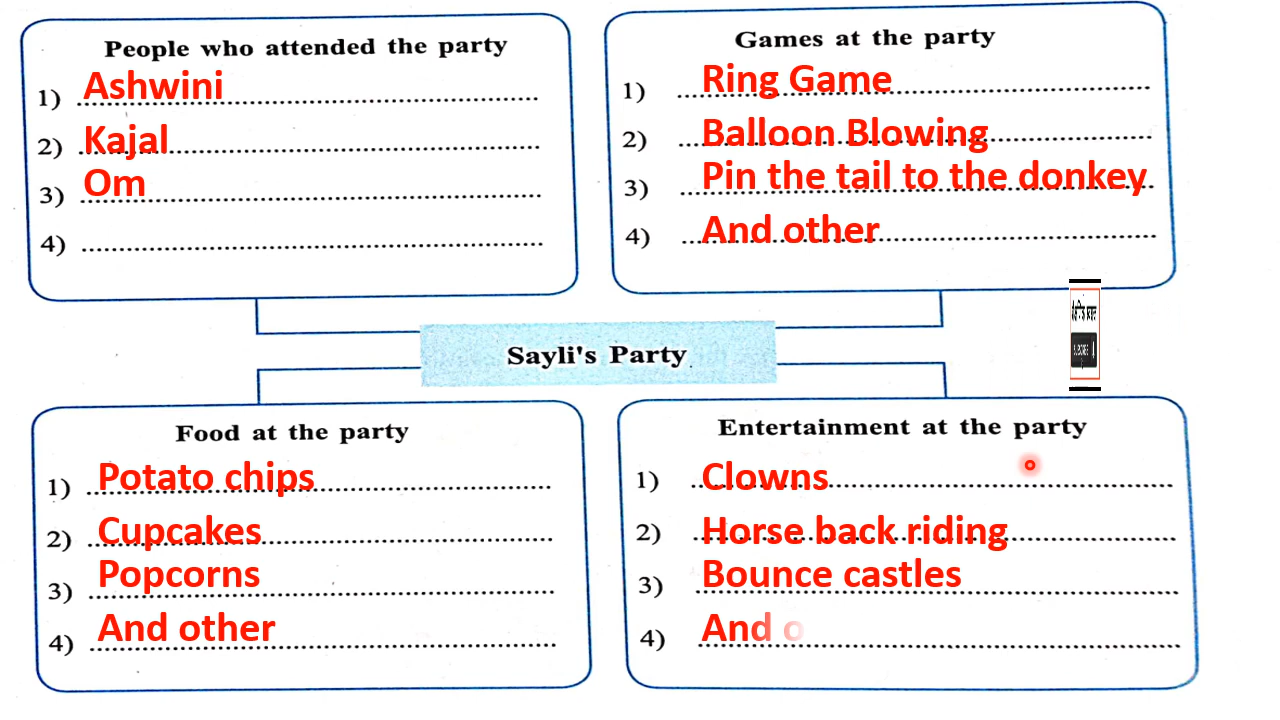 People who attended the party
1) Ashwini
2) Kajal
3) Om
4)
Games at the party
1) Ring Game
2) Balloon Blowing
3) Pin the tail to the donkey
4) And other
Sayli's Party
Food at the party
1) Potato chips
2) Cupcakes
3) Popcorns
4) And other
Entertainment at the party
1) Clowns
2) Horse back riding
3) Bounce castles
4) And o